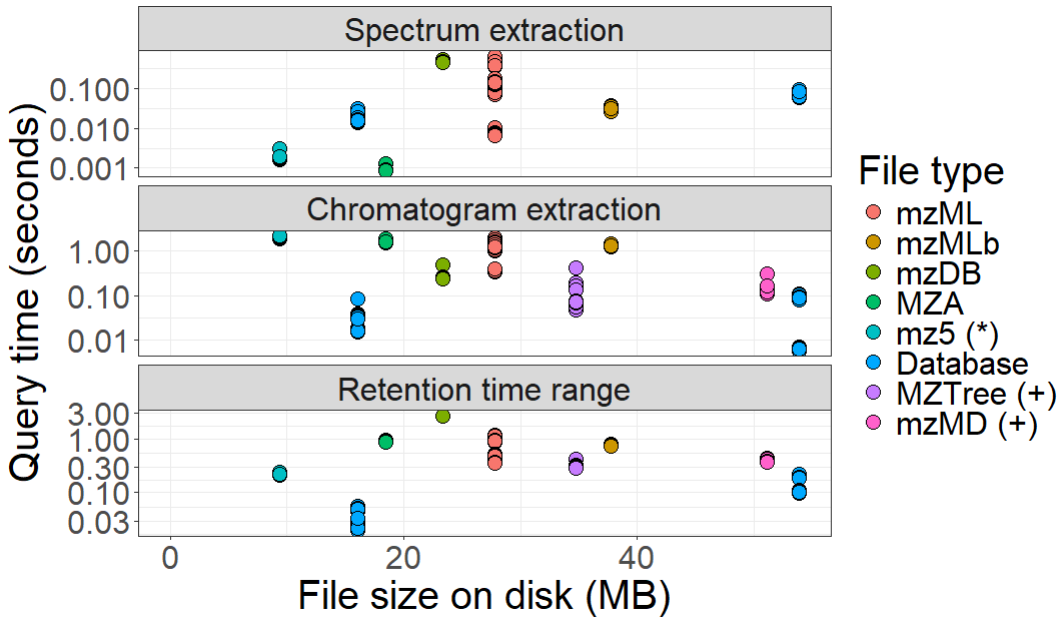 Spectrum extraction
0.100
0.010
0.001
Chromatogram extraction
1.00
0.10
0.01
Retention time range
3.00
1.00
0.30
0.10
0.03
0
20
40
File size on disk (MB)
Query time (seconds)
File type
mzML
mzMLb
mzDB
MZA
mz5 (*)
Database
MZTree (+)
mzMD (+)